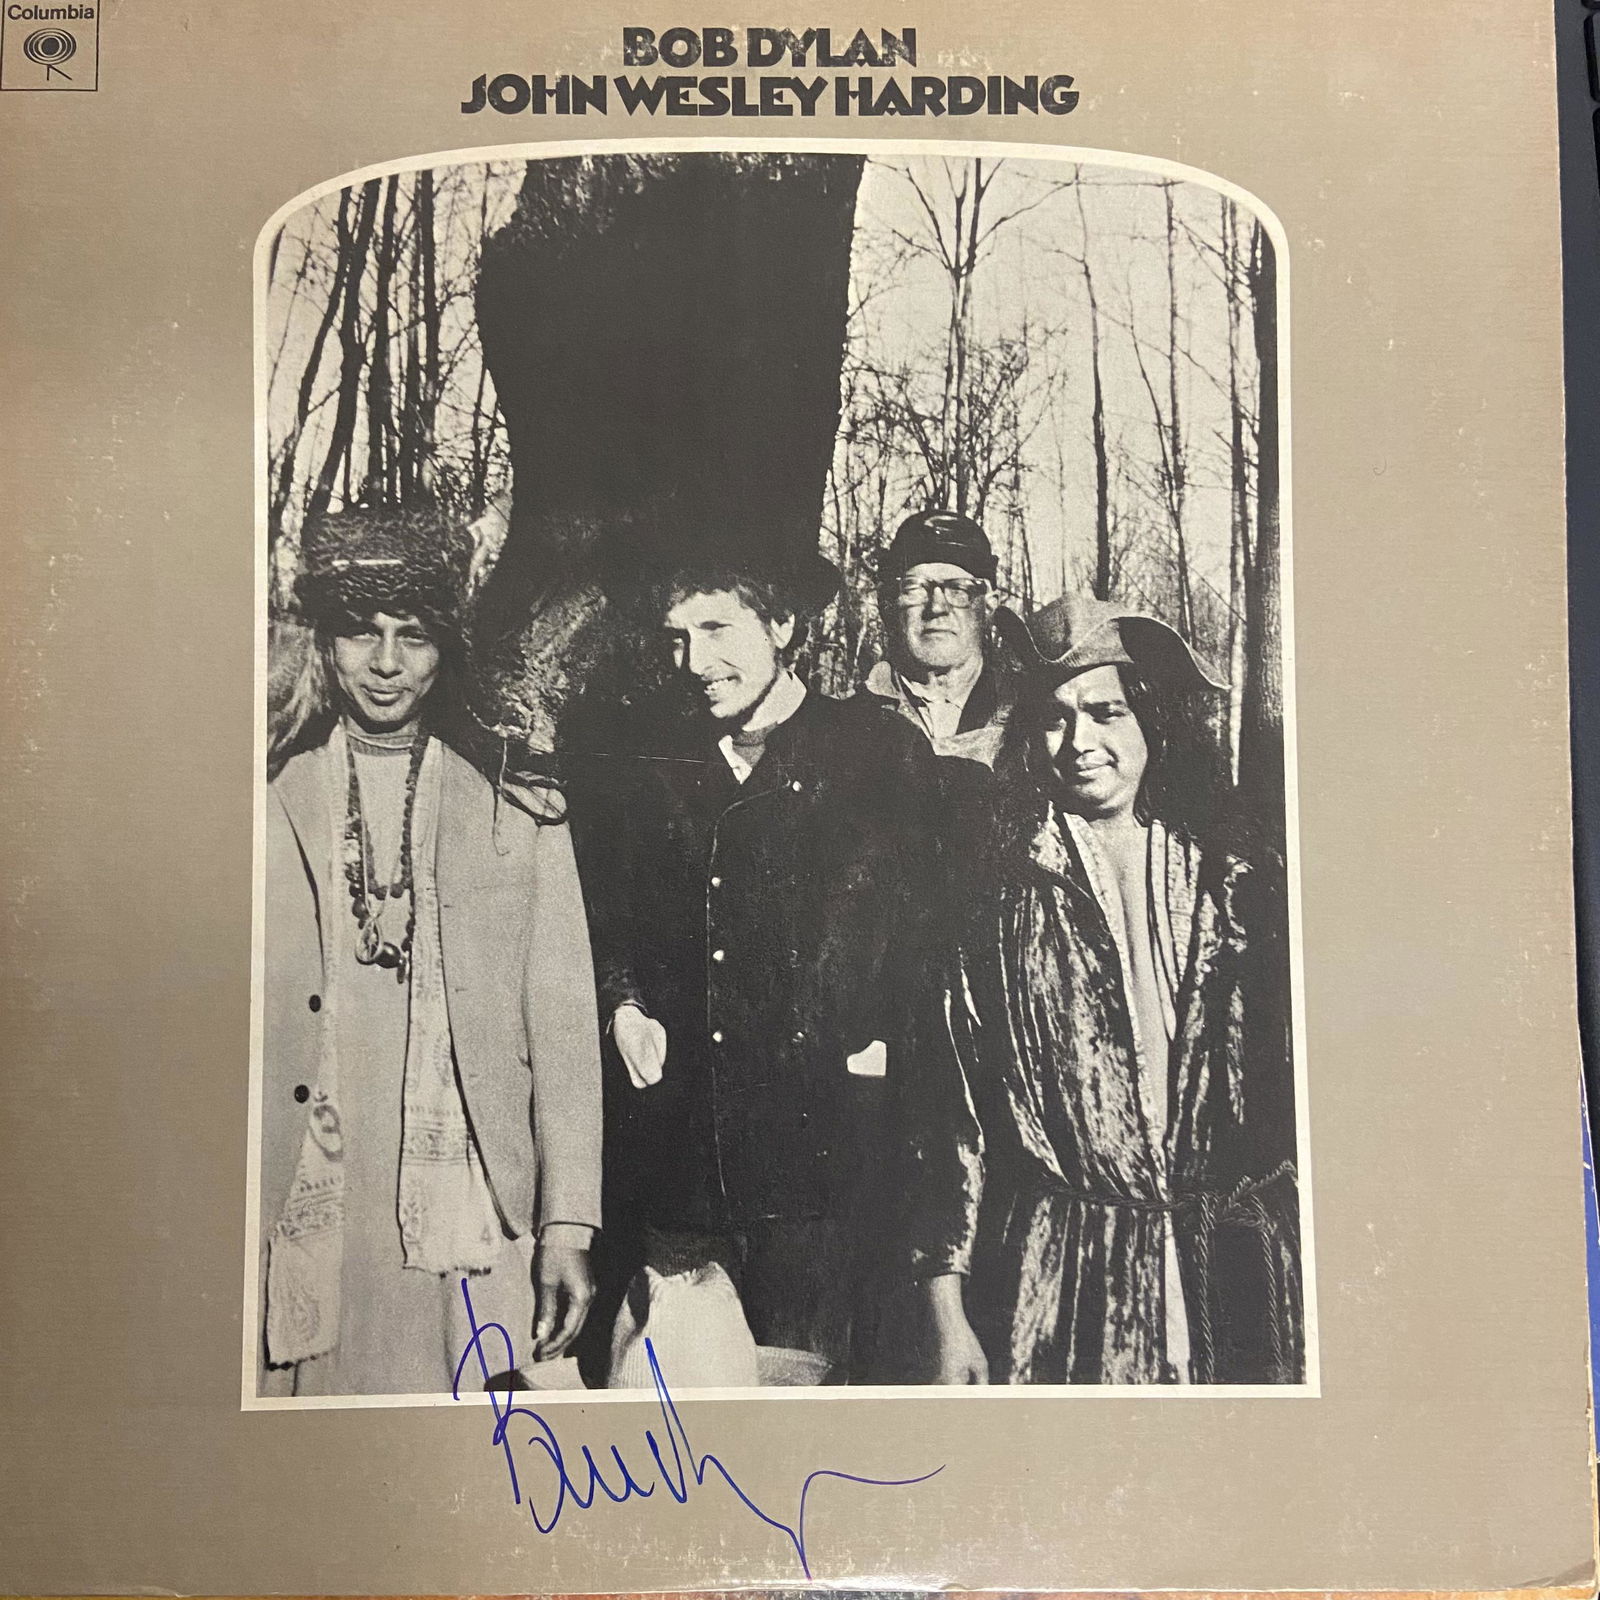 Columbia
BOB DYLAN
JOHN WESLEY HARDING